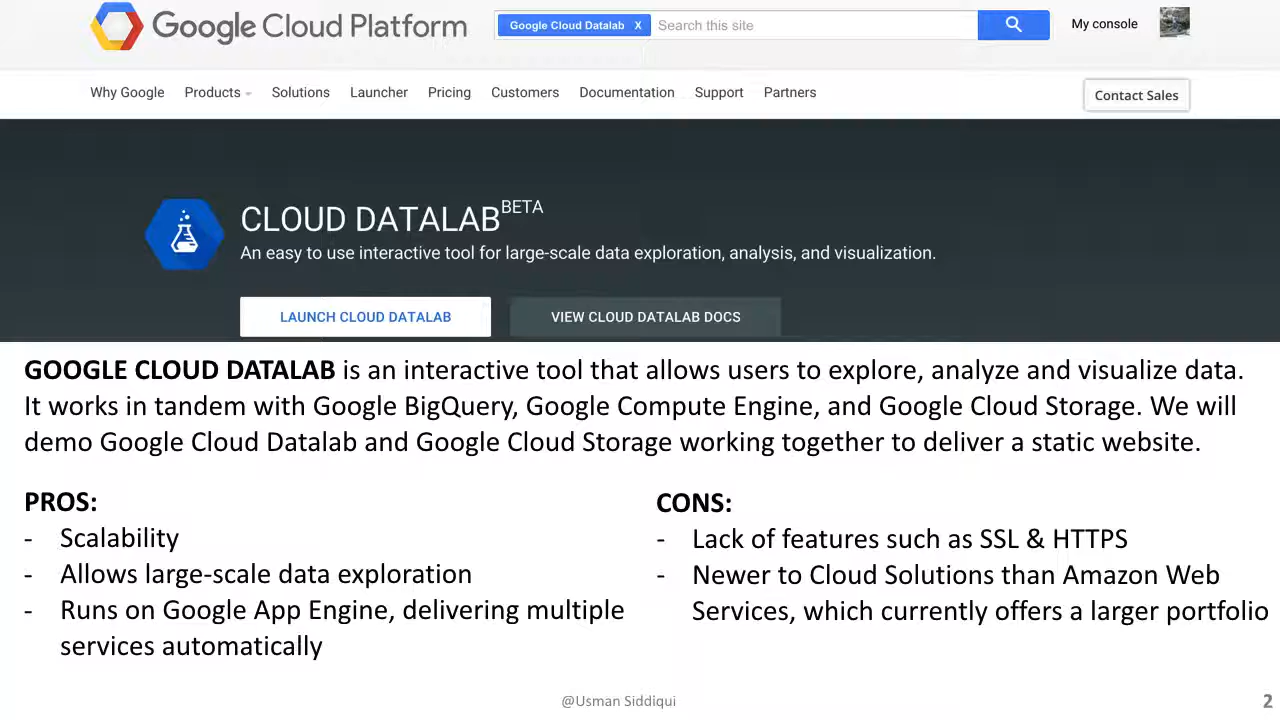 Google Cloud Platform
Google Cloud Datalab X Search this site
My console
Why Google Products Solutions Launcher Pricing Customers Documentation Support Partners
Contact Sales
CLOUD DATALAB BETA
An easy to use interactive tool for large-scale data exploration, analysis, and visualization.
LAUNCH CLOUD DATALAB
VIEW CLOUD DATALAB DOCS
GOOGLE CLOUD DATALAB is an interactive tool that allows users to explore, analyze and visualize data.
It works in tandem with Google BigQuery, Google Compute Engine, and Google Cloud Storage. We will
demo Google Cloud Datalab and Google Cloud Storage working together to deliver a static website.
PROS:
- Scalability
- Allows large-scale data exploration
- Runs on Google App Engine, delivering multiple
services automatically
CONS:
- Lack of features such as SSL & HTTPS
- Newer to Cloud Solutions than Amazon Web
Services, which currently offers a larger portfolio
@Usman Siddiqui
2